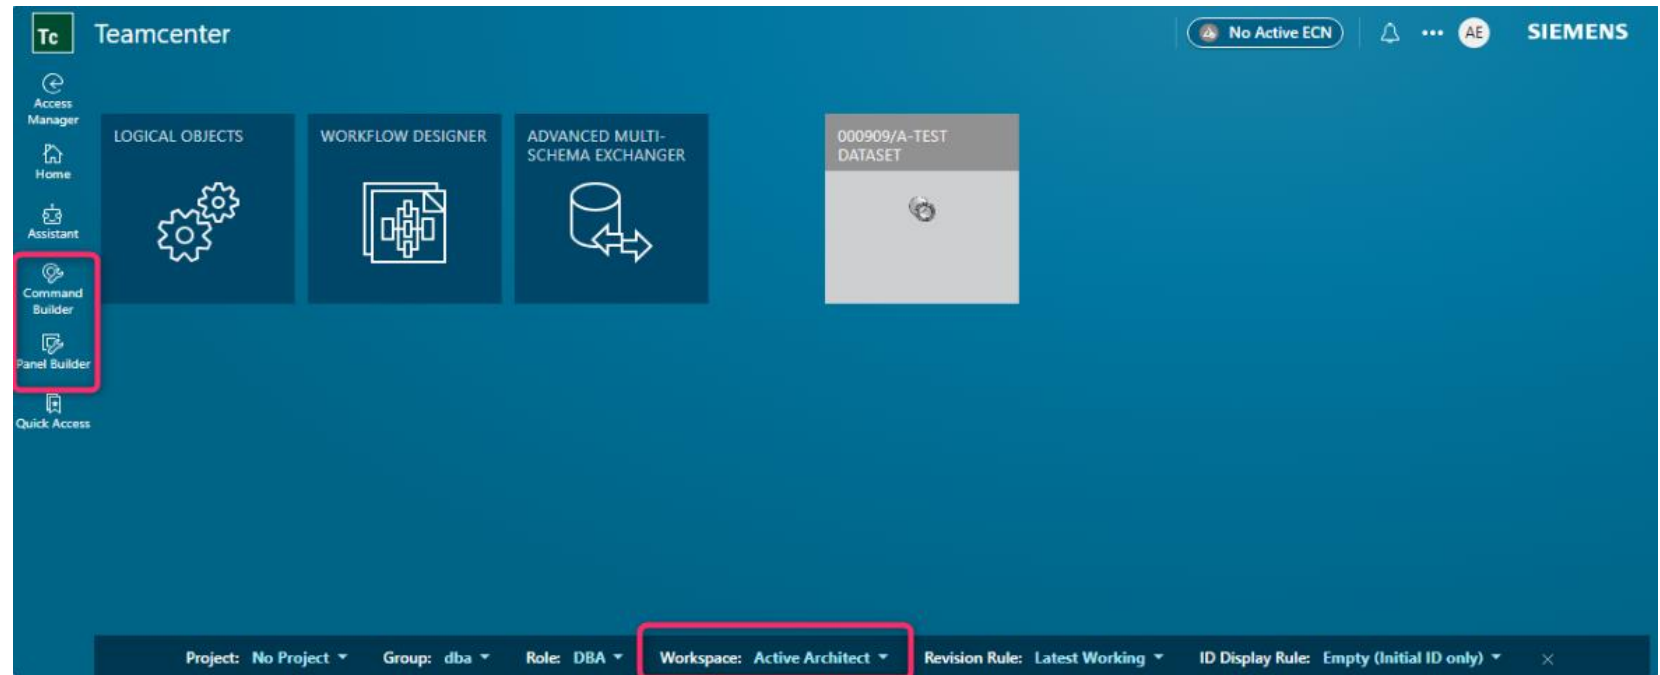 Tc
Teamcenter
No Active ECN
AE
SIEMENS
Access
Manager
Home
Assistant
Command
Builder
Panel Builder
Quick Access
LOGICAL OBJECTS
WORKFLOW DESIGNER
ADVANCED MULTI-
SCHEMA EXCHANGER
000909/A-TEST
DATASET
Project: No Project Group: dba Role: DBA Workspace: Active Architect Revision Rule: Latest Working ID Display Rule: Empty (Initial ID only)